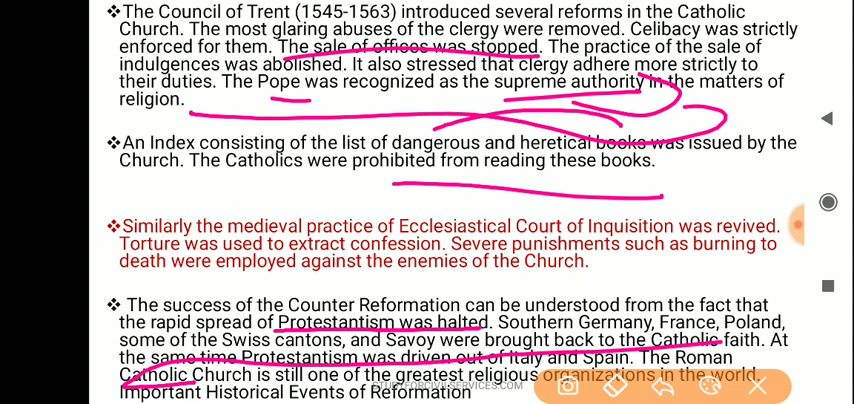 ❖The Council of Trent (1545-1563) introduced several reforms in the Catholic
Church. The most glaring abuses of the clergy were removed. Celibacy was strictly
enforced for them. The sale of offices was stopped. The practice of the sale of
indulgences was abolished. It also stressed that clergy adhere more strictly to
their duties. The Pope was recognized as the supreme authority in the matters of
religion.
❖An Index consisting of the list of dangerous and heretical books was issued by the
Church. The Catholics were prohibited from reading these books.
❖Similarly the medieval practice of Ecclesiastical Court of Inquisition was revived.
Torture was used to extract confession. Severe punishments such as burning to
death were employed against the enemies of the Church.
❖ The success of the Counter Reformation can be understood from the fact that
the rapid spread of Protestantism was halted. Southern Germany, France, Poland,
some of the Swiss cantons, and Savoy were brought back to the Catholic faith. At
the same time Protestantism was driven out of Italy and Spain. The Roman
Catholic Church is still one of the greatest religious organizations in the world.
STUDYFORCIVILSERVICES.COM
Important Historical Events of Reformation